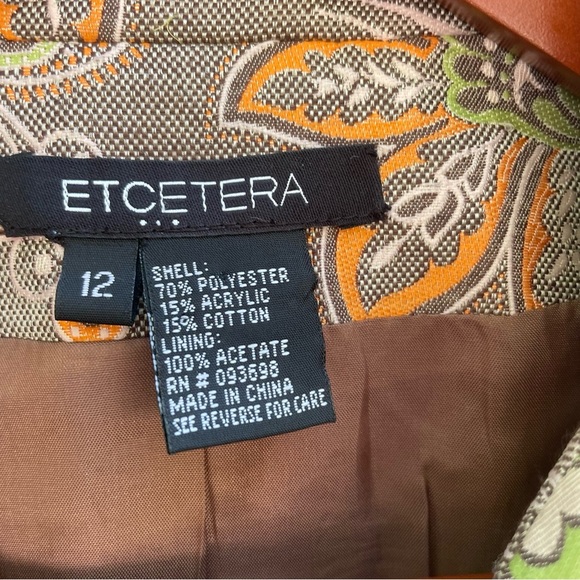 ETCETERA
...
12
SHELL:
70% POLYESTER
15% ACRYLIC
15% COTTON
LINING:
100% ACETATE
RN # 093698
MADE IN CHINA
SEE REVERSE FOR CARE